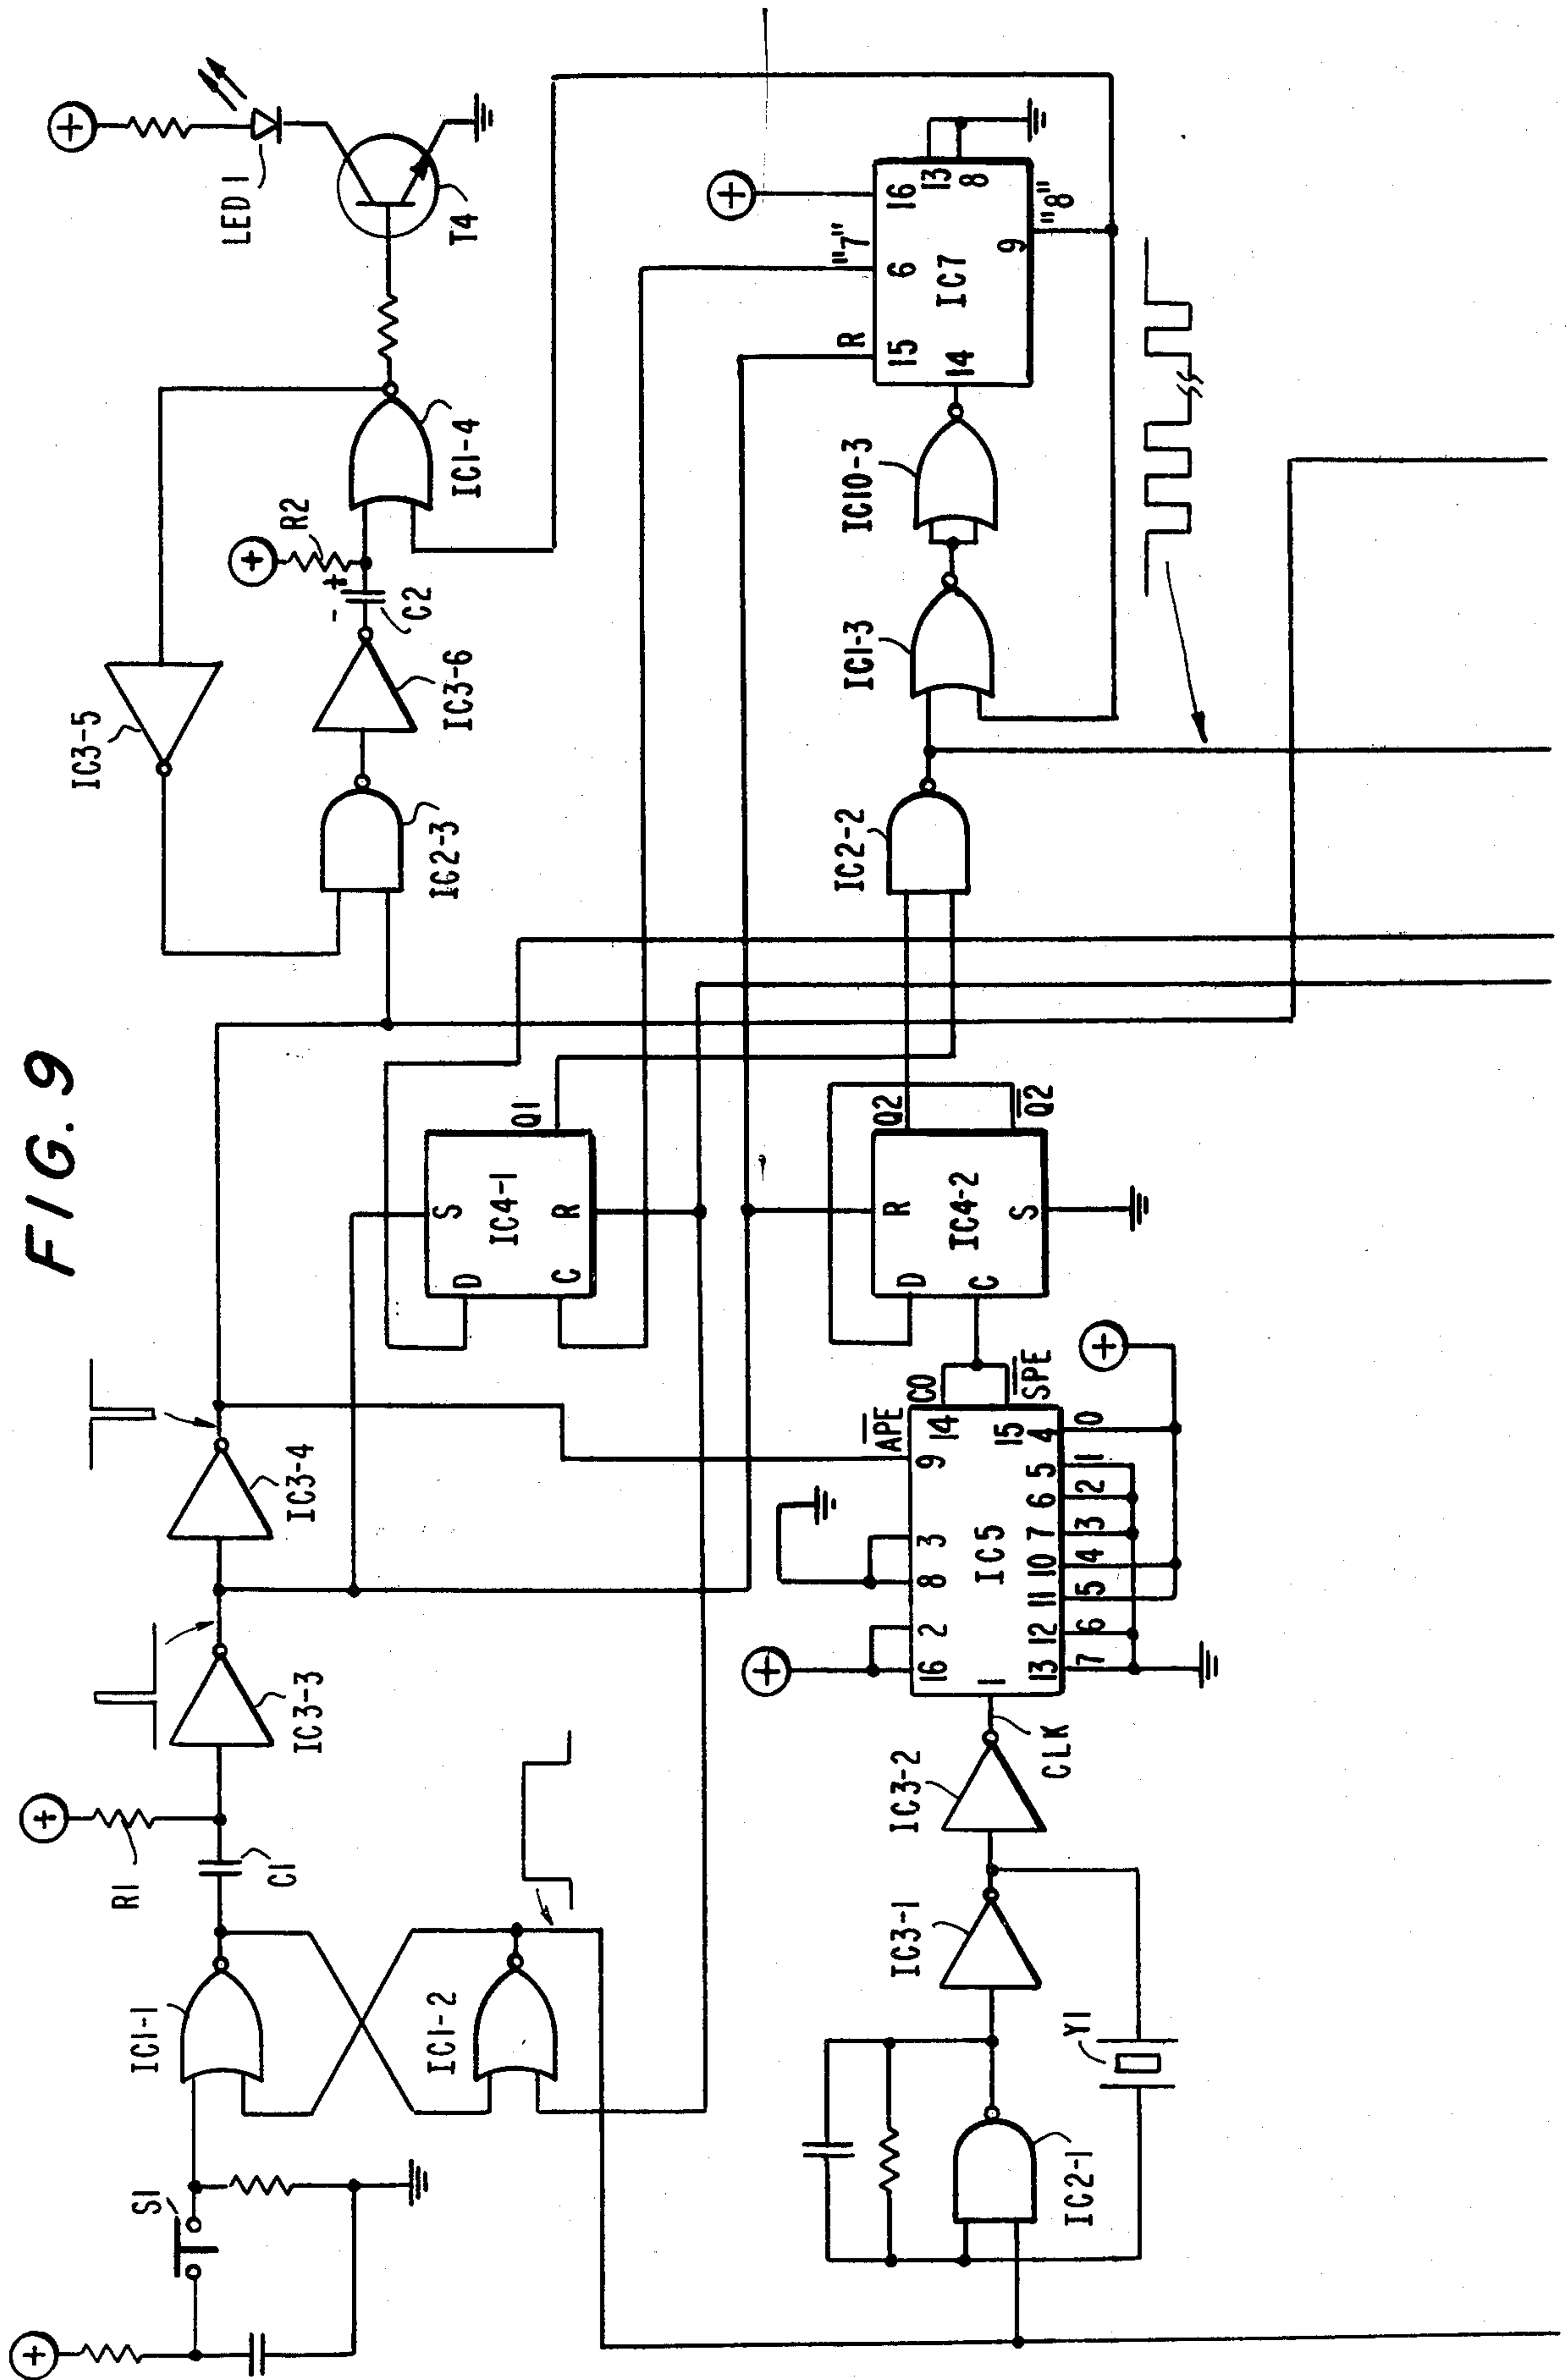 FIG. 9
S1
IC1-1
IC1-2
R1
C1
IC3-3
IC3-4
IC3-5
IC2-3
IC3-6
C2
- +
R2
IC1-4
LED 1
T4
+
+
+
+
S
D
IC4-1
C
R
Q1
R
D
IC4-2
C
S
Q2
Q̅2̅
IC2-2
IC1-3
IC10-3
R
"7"
15
6
16
14
IC7
13
8
9
"8"
+
IC2-1
Y1
IC3-1
IC3-2
CLK
+
A̅P̅E̅
CO
S̅P̅E̅
16 2 8 3 9 14
1
IC5
15
13 12 11 10 7 6 5 4
7 6 5 4 3 2 1 0
+